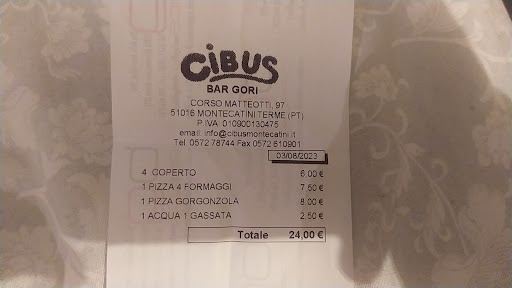 CiBUS
BAR GORI
CORSO MATTEOTTI, 97
51016 MONTECATINI TERME (PT)
P.IVA: 010900130475
email: info@cibusmontecatini.it
Tel. 0572 78744 Fax 0572 610901
03/08/2023
4 COPERTO 6,00 €
1 PIZZA 4 FORMAGGI 7,50 €
1 PIZZA GORGONZOLA 8,00 €
1 ACQUA 1 GASSATA 2,50 €
Totale 24,00 €